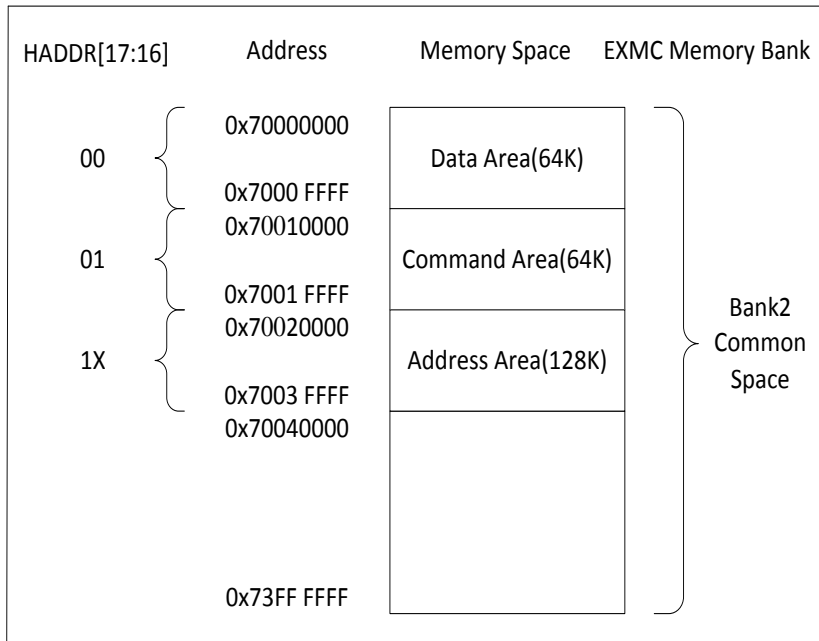 HADDR[17:16] Address Memory Space EXMC Memory Bank
0x70000000
00 Data Area(64K)
0x7000 FFFF
0x70010000
01 Command Area(64K)
0x7001 FFFF
0x70020000
1X Address Area(128K)
0x7003 FFFF
0x70040000
Bank2
Common
Space
0x73FF FFFF